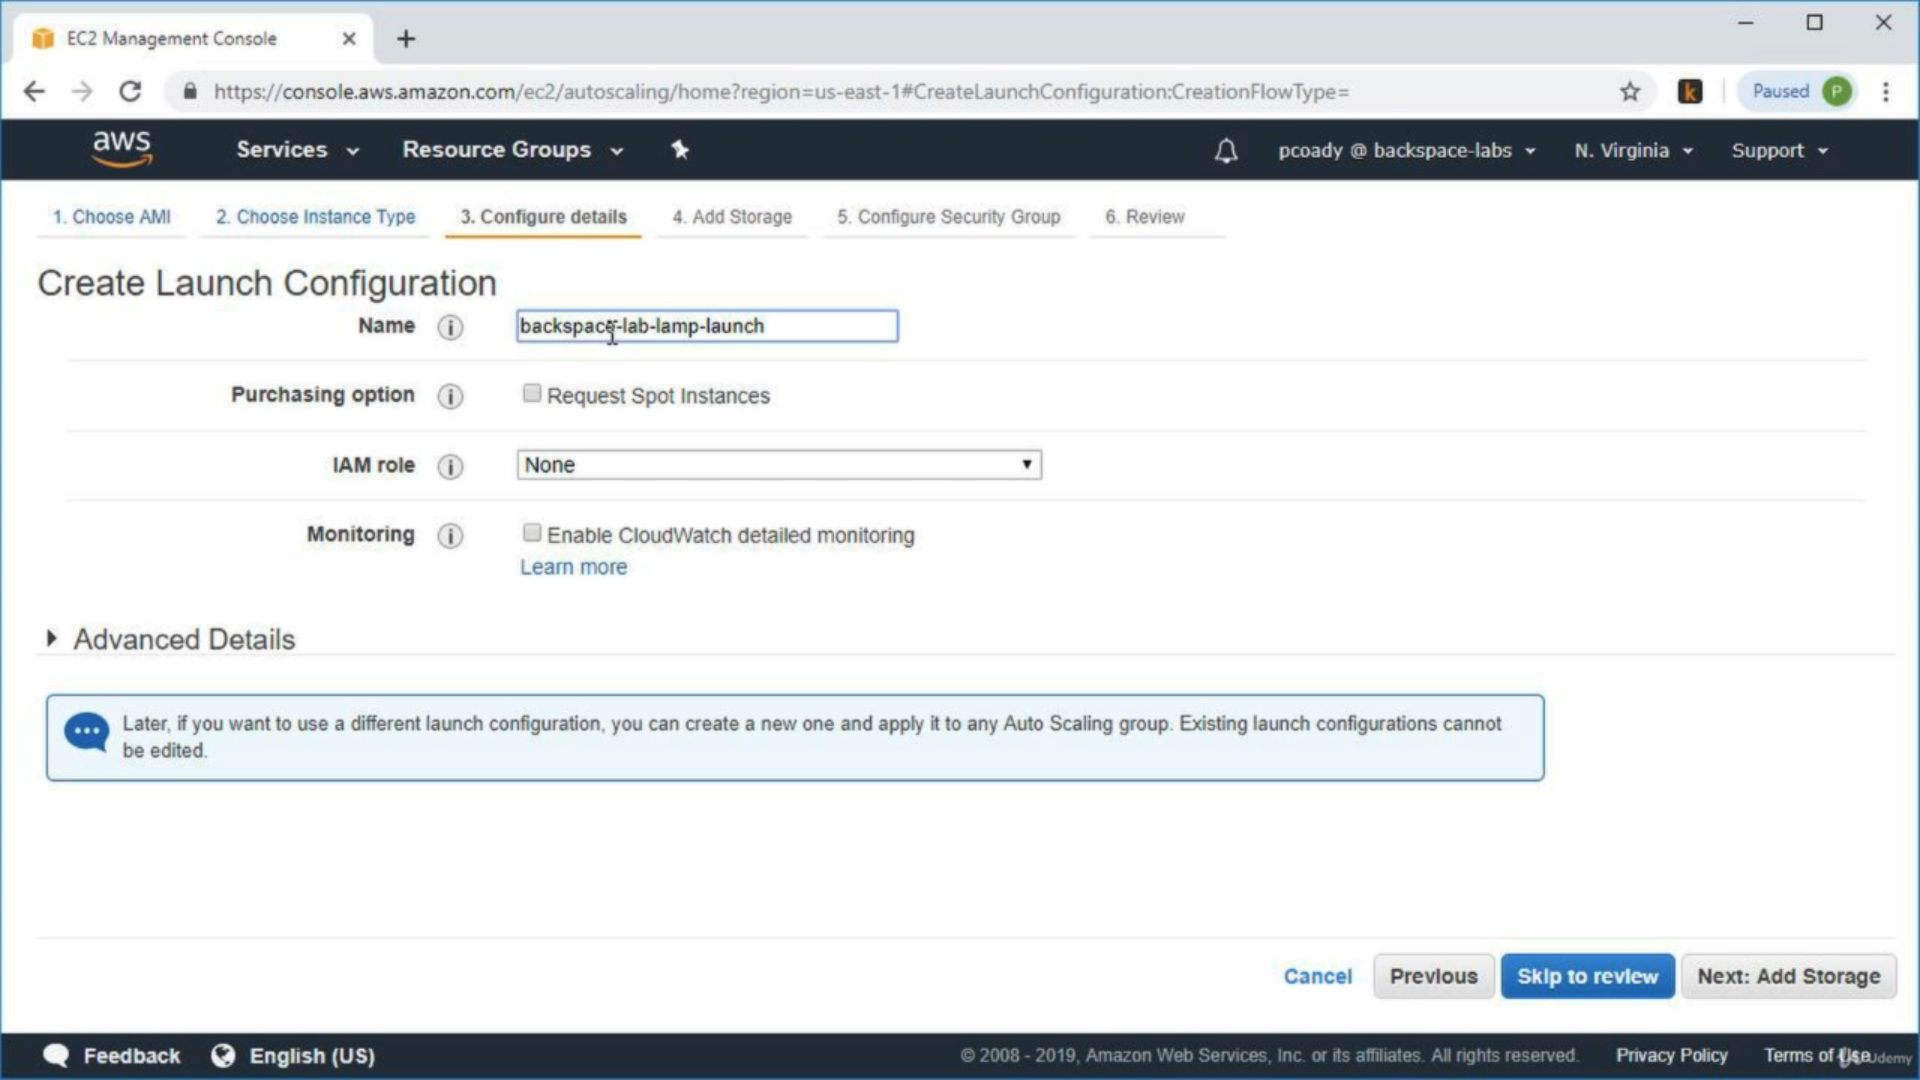 EC2 Management Console
https://console.aws.amazon.com/ec2/autoscaling/home?region=us-east-1#CreateLaunchConfiguration:CreationFlowType=
k
Paused P
aws Services Resource Groups pcoady @ backspace-labs N. Virginia Support
1. Choose AMI 2. Choose Instance Type 3. Configure details 4. Add Storage 5. Configure Security Group 6. Review
Create Launch Configuration
Name i backspace-lab-lamp-launch
Purchasing option i Request Spot Instances
IAM role i None
Monitoring i Enable CloudWatch detailed monitoring
Learn more
Advanced Details
Later, if you want to use a different launch configuration, you can create a new one and apply it to any Auto Scaling group. Existing launch configurations cannot
be edited.
Cancel Previous Skip to review Next: Add Storage
Feedback English (US) © 2008 - 2019, Amazon Web Services, Inc. or its affiliates. All rights reserved. Privacy Policy Terms of Use
Udemy